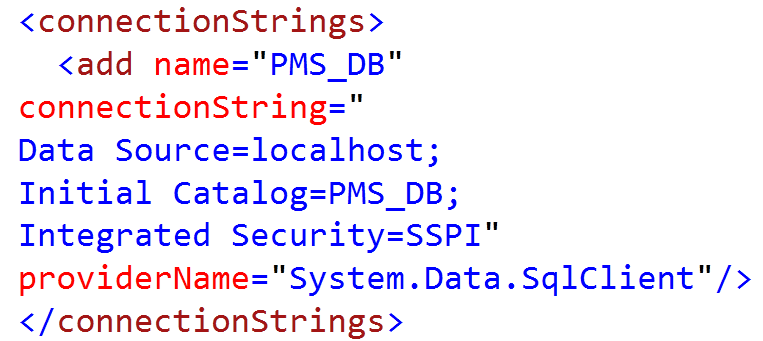 <connectionStrings>
  <add name="PMS_DB"
connectionString="
Data Source=localhost;
Initial Catalog=PMS_DB;
Integrated Security=SSPI"
providerName="System.Data.SqlClient"/>
</connectionStrings>